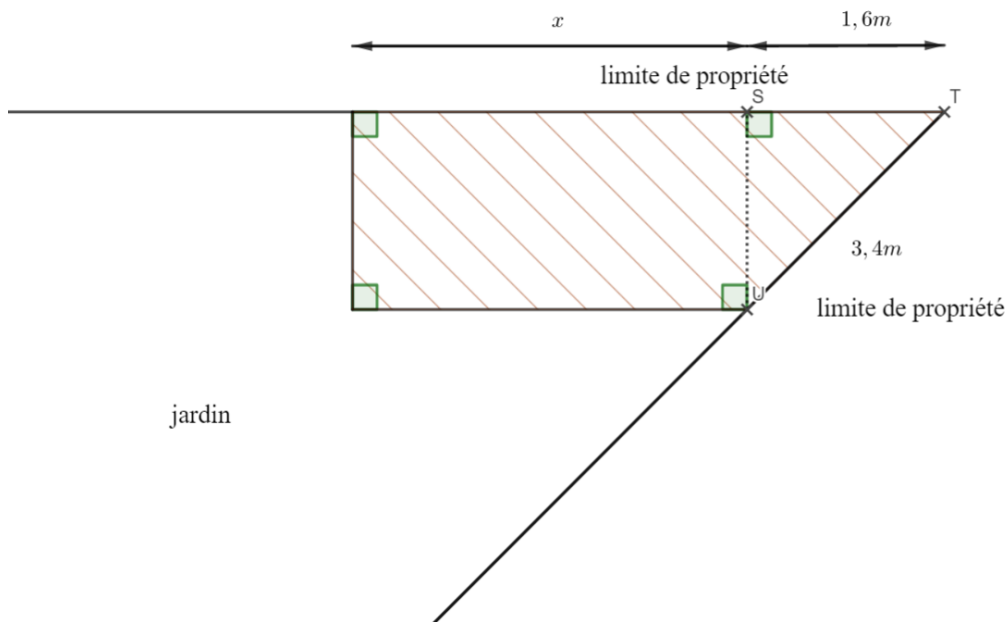 x
1,6m
limite de propriété
S
T
3,4m
U
limite de propriété
jardin